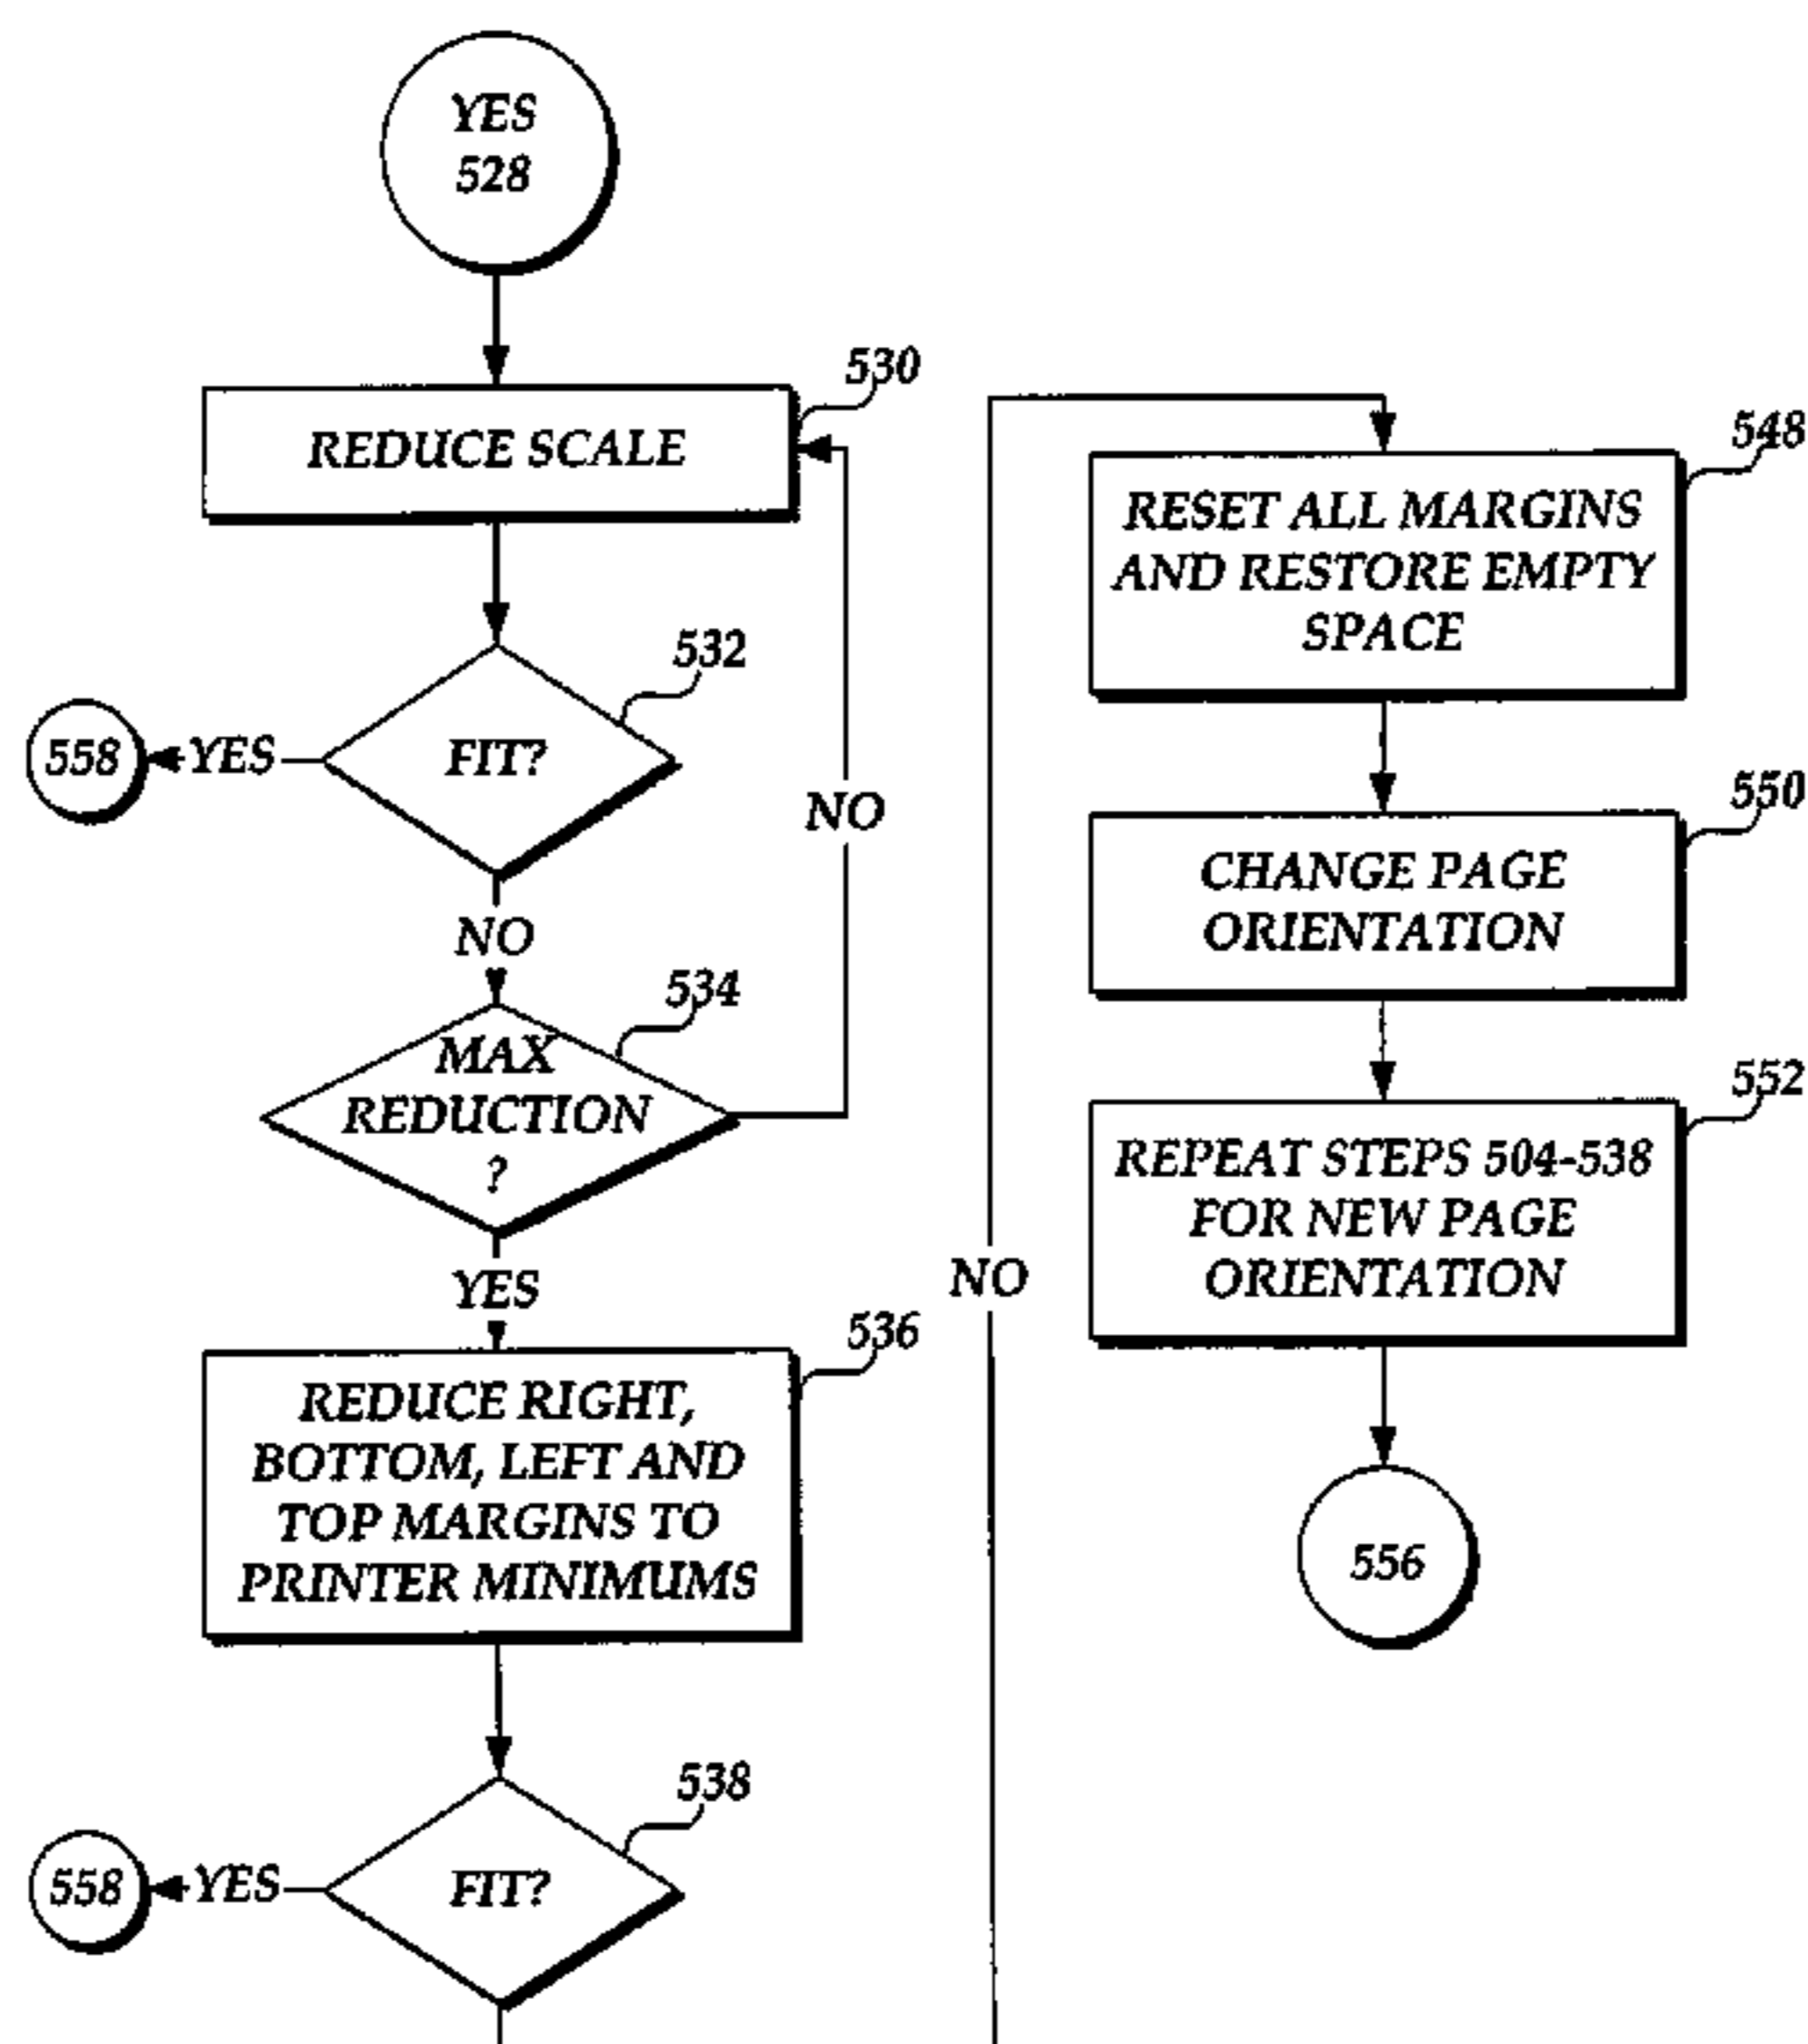 YES
528
530
REDUCE SCALE
532
FIT?
YES
558
NO
NO
534
MAX
REDUCTION
?
YES
536
REDUCE RIGHT,
BOTTOM, LEFT AND
TOP MARGINS TO
PRINTER MINIMUMS
538
FIT?
YES
558
NO
548
RESET ALL MARGINS
AND RESTORE EMPTY
SPACE
550
CHANGE PAGE
ORIENTATION
552
REPEAT STEPS 504-538
FOR NEW PAGE
ORIENTATION
556